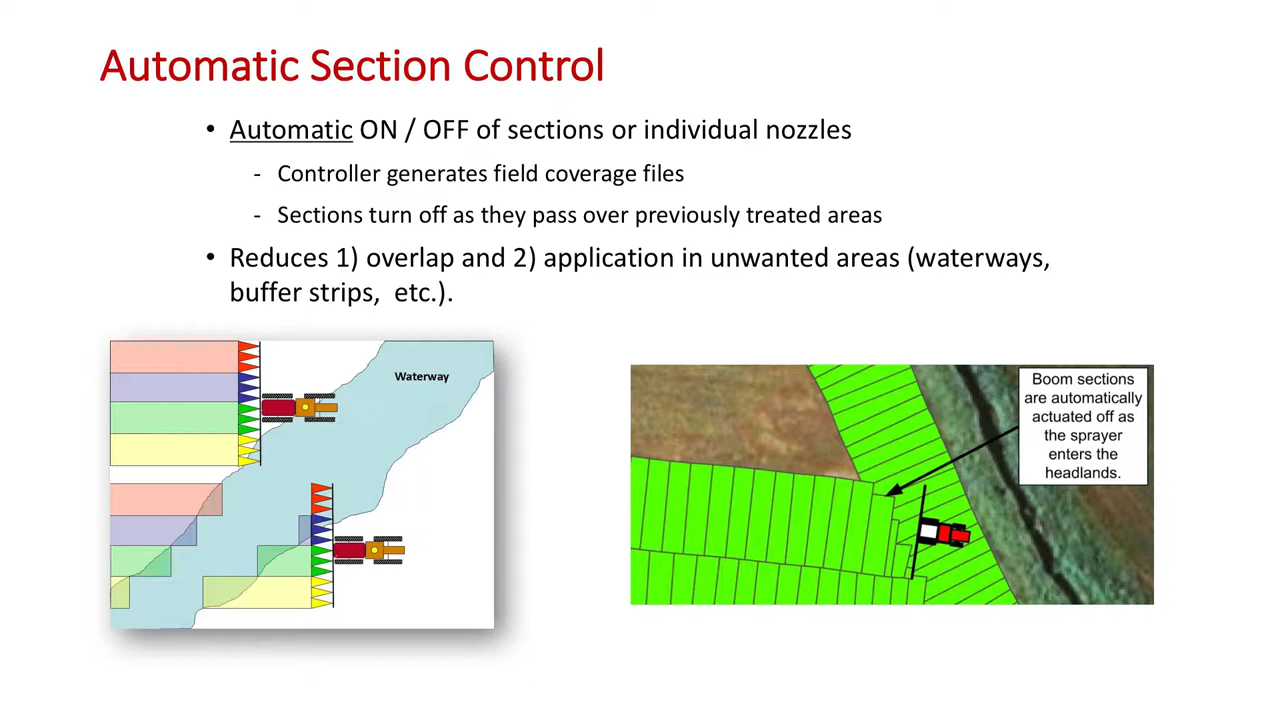 Automatic Section Control
• Automatic ON / OFF of sections or individual nozzles
- Controller generates field coverage files
- Sections turn off as they pass over previously treated areas
• Reduces 1) overlap and 2) application in unwanted areas (waterways,
buffer strips, etc.).
Waterway
Boom sections
are automatically
actuated off as
the sprayer
enters the
headlands.